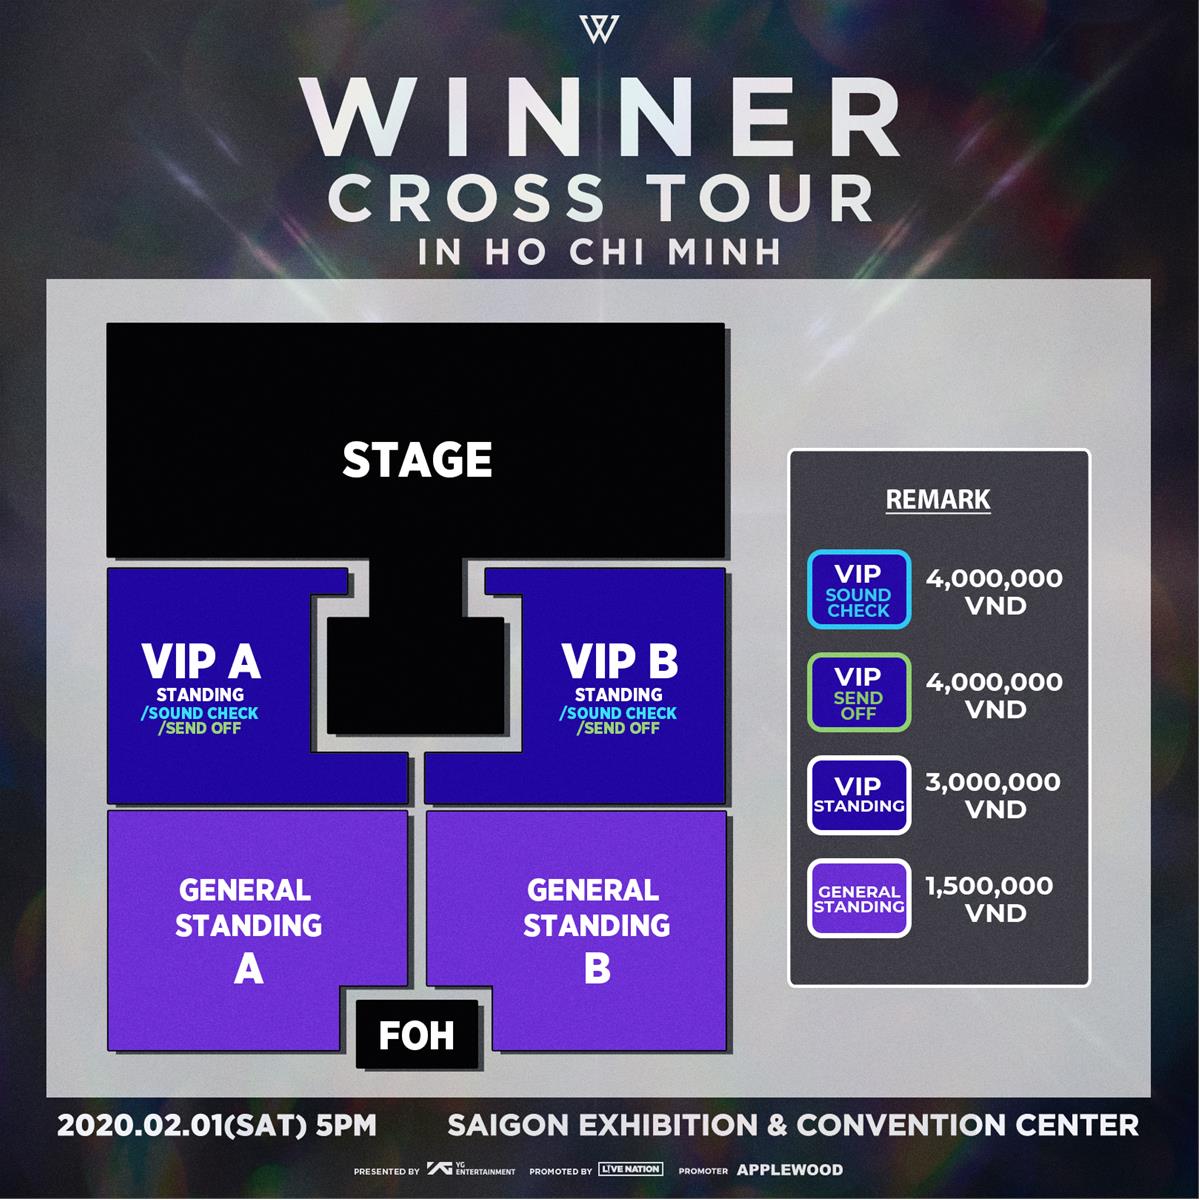 W
WINNER
CROSS TOUR
IN HO CHI MINH
STAGE
VIP A
STANDING
/SOUND CHECK
/SEND OFF
VIP B
STANDING
/SOUND CHECK
/SEND OFF
GENERAL
STANDING
A
GENERAL
STANDING
B
FOH
REMARK
VIP
SOUND
CHECK
4,000,000
VND
VIP
SEND
OFF
4,000,000
VND
VIP
STANDING
3,000,000
VND
GENERAL
STANDING
1,500,000
VND
2020.02.01(SAT) 5PM
SAIGON EXHIBITION & CONVENTION CENTER
PRESENTED BY YG YG ENTERTAINMENT PROMOTED BY LIVE NATION PROMOTER APPLEWOOD